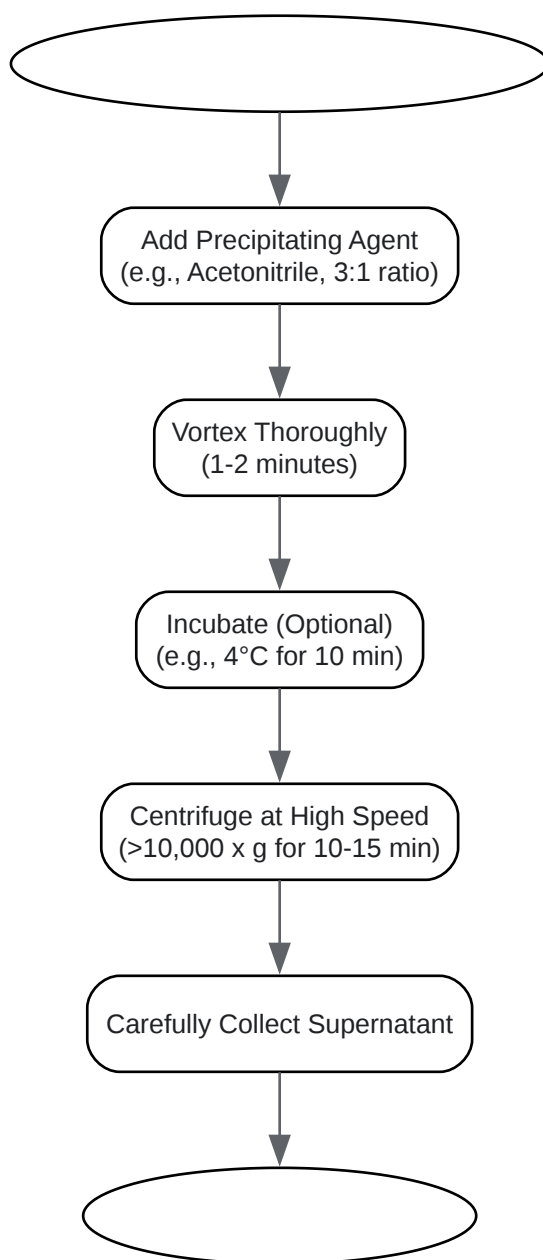 Add Precipitating Agent
(e.g., Acetonitrile, 3:1 ratio)
Vortex Thoroughly
(1-2 minutes)
Incubate (Optional)
(e.g., 4°C for 10 min)
Centrifuge at High Speed
(>10,000 x g for 10-15 min)
Carefully Collect Supernatant